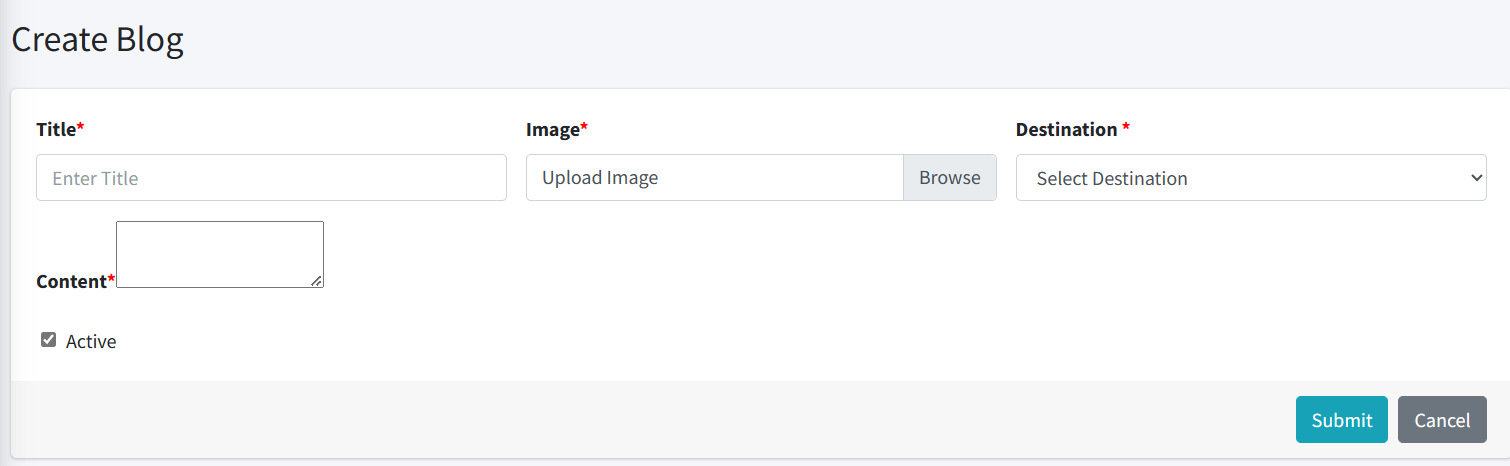 Create Blog
Title* Image* Destination *
Enter Title Upload Image Browse Select Destination
Content*
Active
Submit Cancel